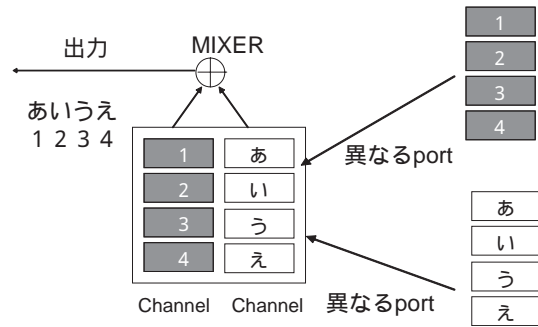 出力
MIXER
あいうえ
1 2 3 4
1 あ
2 い
3 う
4 え
Channel Channel
異なるport
異なるport
1
2
3
4
あ
い
う
え